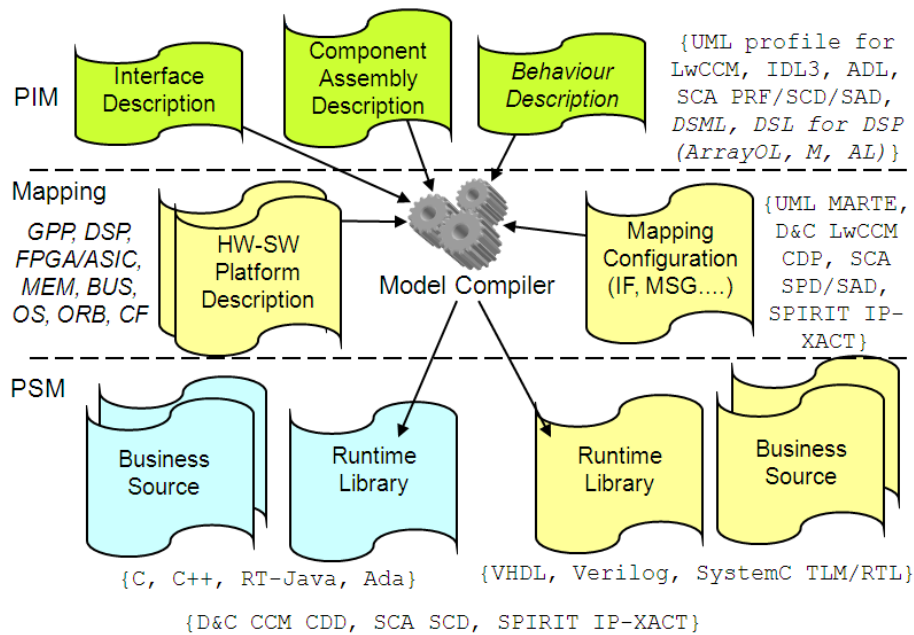 PIM
Interface
Description
Component
Assembly
Description
Behaviour
Description
{UML profile for
LwCCM, IDL3, ADL,
SCA PRF/SCD/SAD,
DSML, DSL for DSP
(ArrayOL, M, AL)}
Mapping
GPP, DSP,
FPGA/ASIC,
MEM, BUS,
OS, ORB, CF
HW-SW
Platform
Description
Model Compiler
Mapping
Configuration
(IF, MSG....)
{UML MARTE,
D&C LwCCM
CDP, SCA
SPD/SAD,
SPIRIT IP-
XACT}
PSM
Business
Source
Runtime
Library
Runtime
Library
Business
Source
{C, C++, RT-Java, Ada}
{VHDL, Verilog, SystemC TLM/RTL}
{D&C CCM CDD, SCA SCD, SPIRIT IP-XACT}